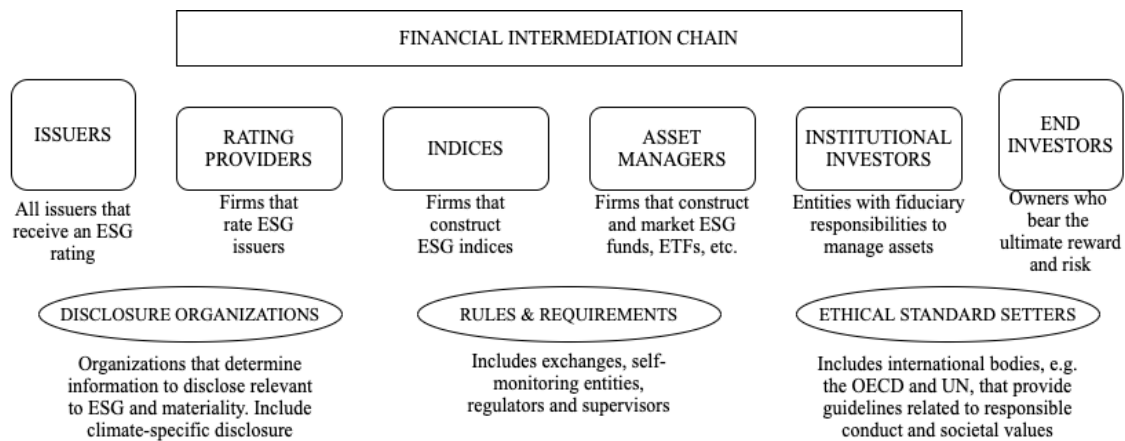 FINANCIAL INTERMEDIATION CHAIN
ISSUERS
All issuers that
receive an ESG
rating
RATING
PROVIDERS
Firms that
rate ESG
issuers
INDICES
Firms that
construct
ESG indices
ASSET
MANAGERS
Firms that construct
and market ESG
funds, ETFs, etc.
INSTITUTIONAL
INVESTORS
Entities with fiduciary
responsibilities to
manage assets
END
INVESTORS
Owners who
bear the
ultimate reward
and risk
DISCLOSURE ORGANIZATIONS
Organizations that determine
information to disclose relevant
to ESG and materiality. Include
climate-specific disclosure
RULES & REQUIREMENTS
Includes exchanges, self-
monitoring entities,
regulators and supervisors
ETHICAL STANDARD SETTERS
Includes international bodies, e.g.
the OECD and UN, that provide
guidelines related to responsible
conduct and societal values